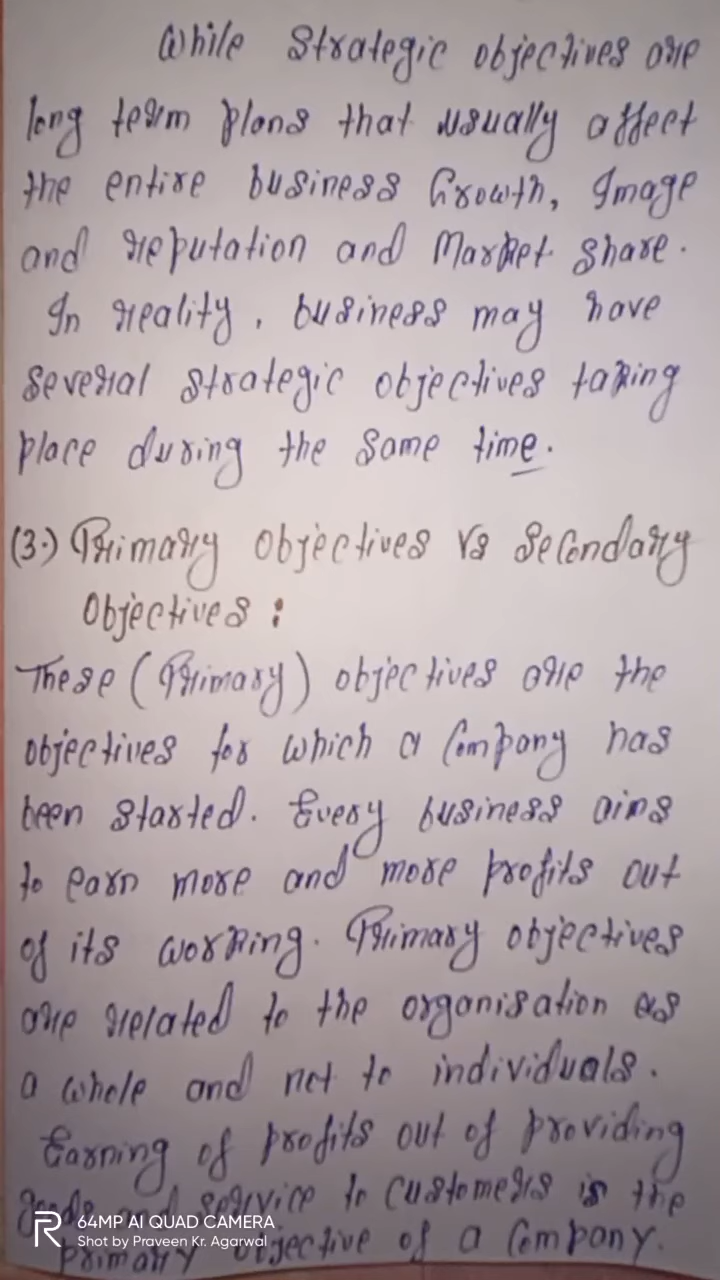 While Strategic objectives are
long term plans that usually affect
the entire business Growth, Image
and reputation and Market share.
In reality, business may have
several strategic objectives taking
place during the same time.
(3.) Primary Objectives Vs Secondary
Objectives :
These (Primary) objectives are the
objectives for which a Company has
been started. Every business aims
to earn more and more profits out
of its working. Primary objectives
are related to the organisation as
a whole and not to individuals.
Earning of profits out of providing
goods and service to customers is the
primary objective of a Company.
64MP AI QUAD CAMERA
Shot by Praveen Kr. Agarwal